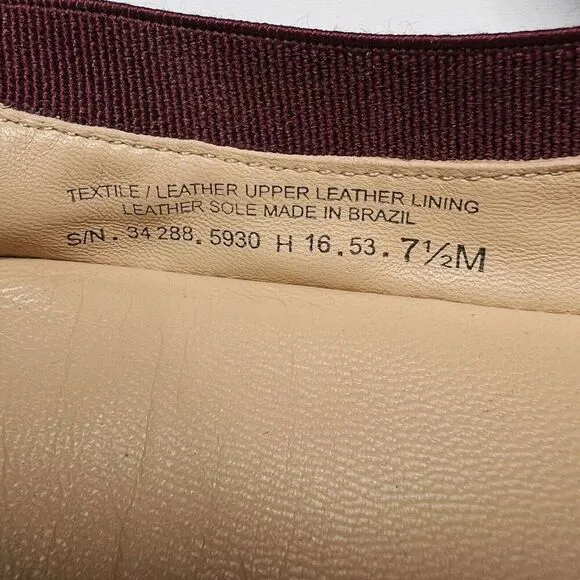 TEXTILE / LEATHER UPPER LEATHER LINING
LEATHER SOLE MADE IN BRAZIL
S/N . 34 288 . 5930 H 16 . 53 . 7½M